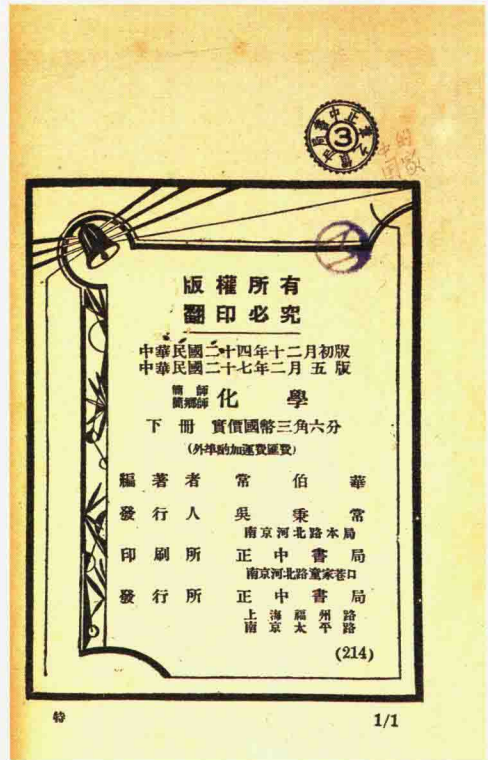 3
版權所有
翻印必究
中華民國二十四年十二月初版
中華民國二十七年二月五版
簡師
簡鄉師 化學
下冊 實價國幣三角六分
(外埠酌加運費匯費)
編著者 常伯華
發行人 吳秉常
南京河北路本局
印刷所 正中書局
南京河北路童家巷口
發行所 正中書局
上海福州路
南京太平路
(214)
特 1/1